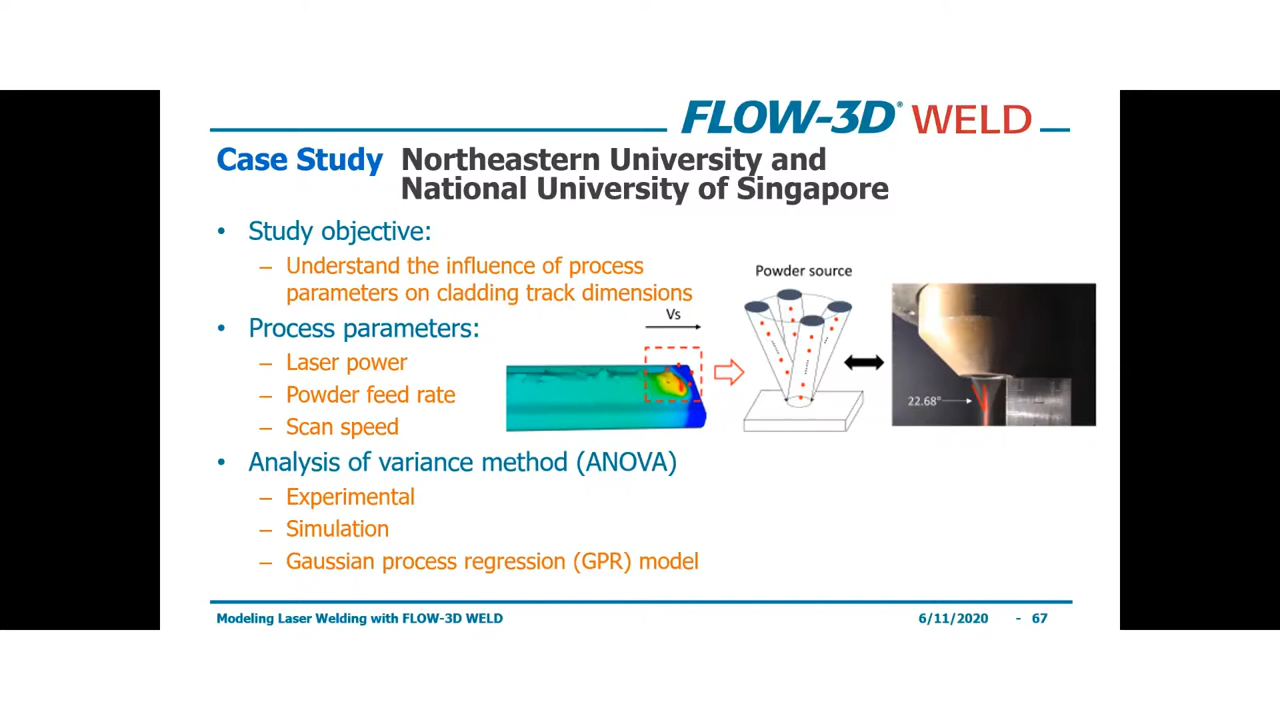 FLOW-3D® WELD
Case Study Northeastern University and
National University of Singapore
• Study objective:
– Understand the influence of process
parameters on cladding track dimensions
• Process parameters:
– Laser power
– Powder feed rate
– Scan speed
• Analysis of variance method (ANOVA)
– Experimental
– Simulation
– Gaussian process regression (GPR) model
Vs
Powder source
22.68°
Modeling Laser Welding with FLOW-3D WELD
6/11/2020 - 67